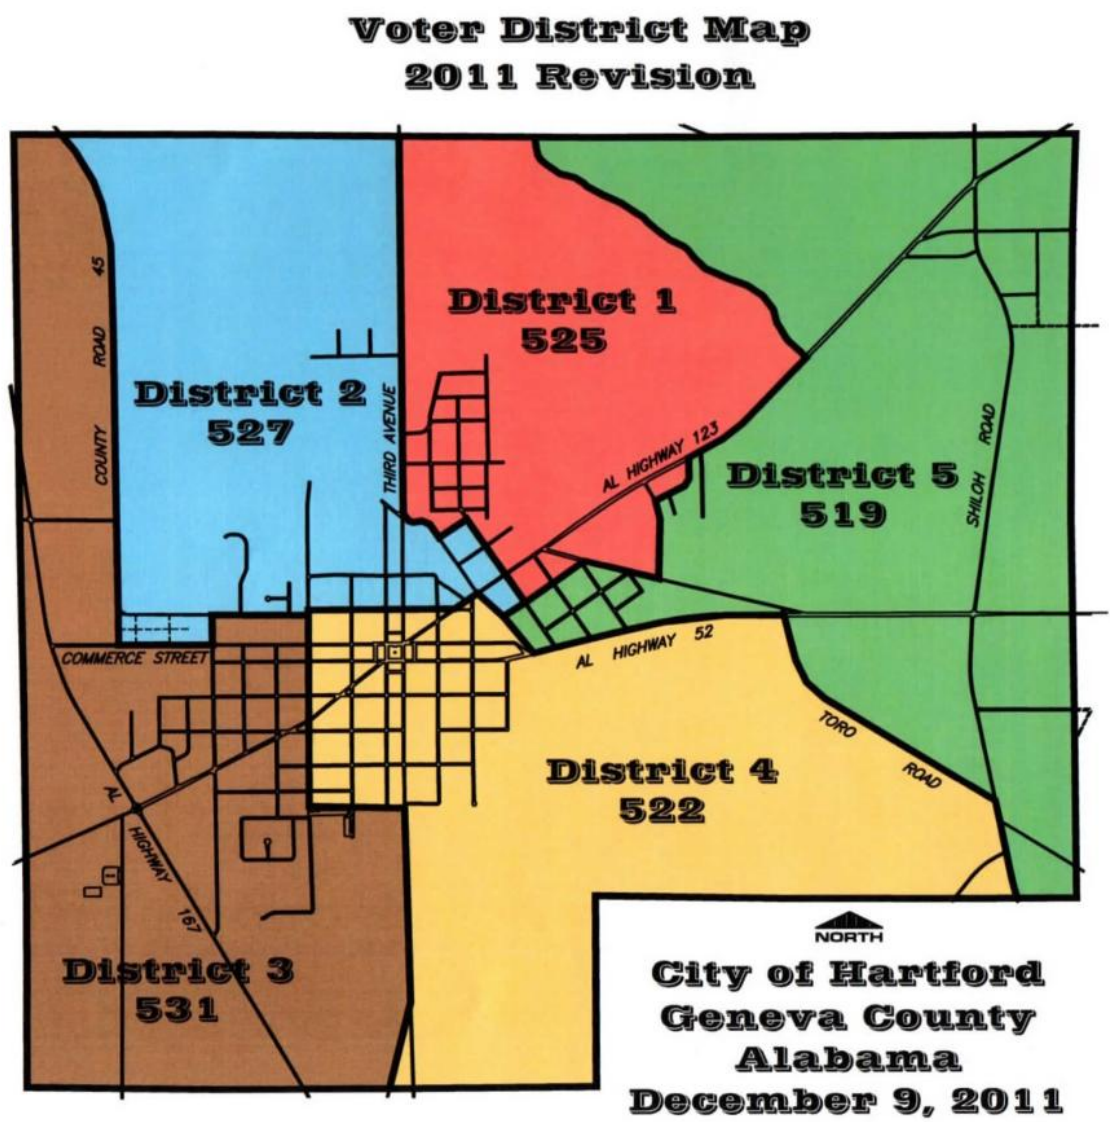 Voter District Map
2011 Revision
District 1
525
District 2
527
COUNTY ROAD 45
THIRD AVENUE
AL HIGHWAY 123
District 5
519
SHILOH ROAD
COMMERCE STREET
AL HIGHWAY 52
TORO ROAD
District 4
522
AL HIGHWAY 167
District 3
531
NORTH
City of Hartford
Geneva County
Alabama
December 9, 2011